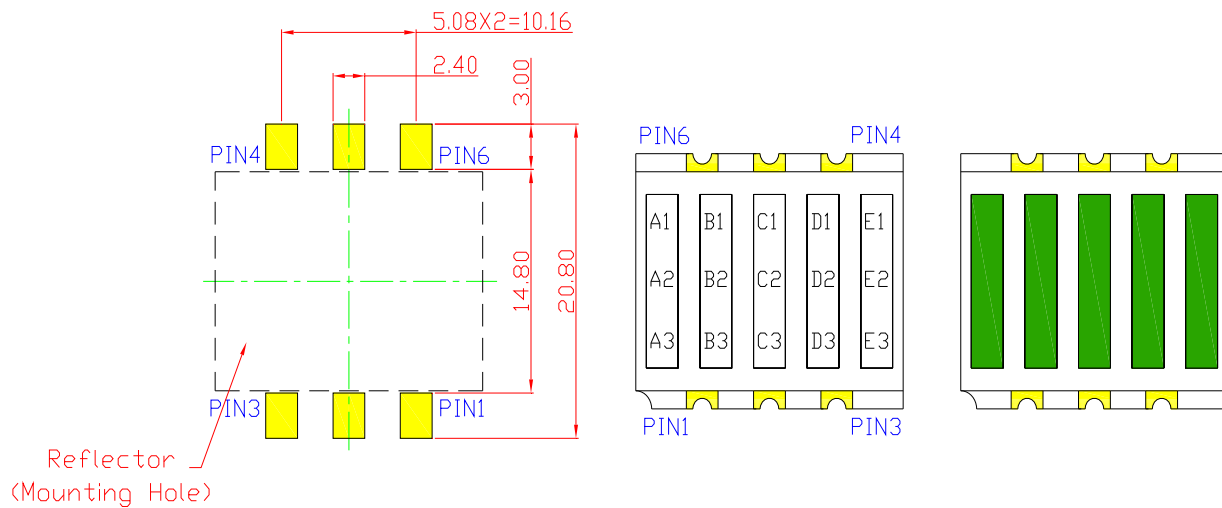 5.08X2=10.16
2.40
3.00
PIN4
PIN6
14.80
20.80
PIN3
PIN1
Reflector
(Mounting Hole)
PIN6
PIN4
A1 B1 C1 D1 E1
A2 B2 C2 D2 E2
A3 B3 C3 D3 E3
PIN1
PIN3